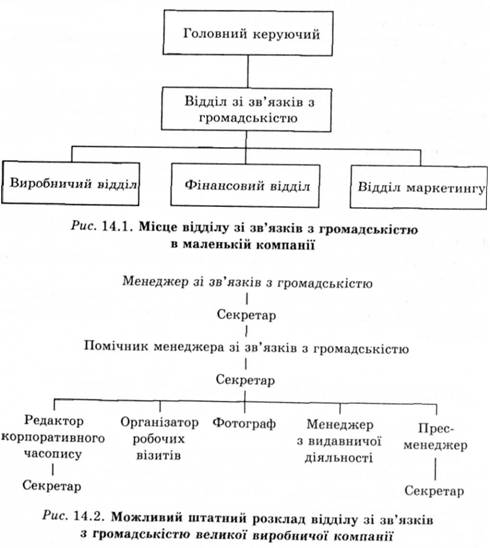 Головний керуючий
Відділ зі зв’язків з
громадськістю
Виробничий відділ
Фінансовий відділ
Відділ маркетингу
Рис. 14.1. Місце відділу зі зв’язків з громадськістю
в маленькій компанії
Менеджер зі зв’язків з громадськістю
Секретар
Помічник менеджера зі зв’язків з громадськістю
Секретар
Редактор
корпоративного
часопису
Організатор
робочих
візитів
Фотограф
Менеджер
з видавничої
діяльності
Прес-
менеджер
Секретар
Секретар
Рис. 14.2. Можливий штатний розклад відділу зі зв’язків
з громадськістю великої виробничої компанії